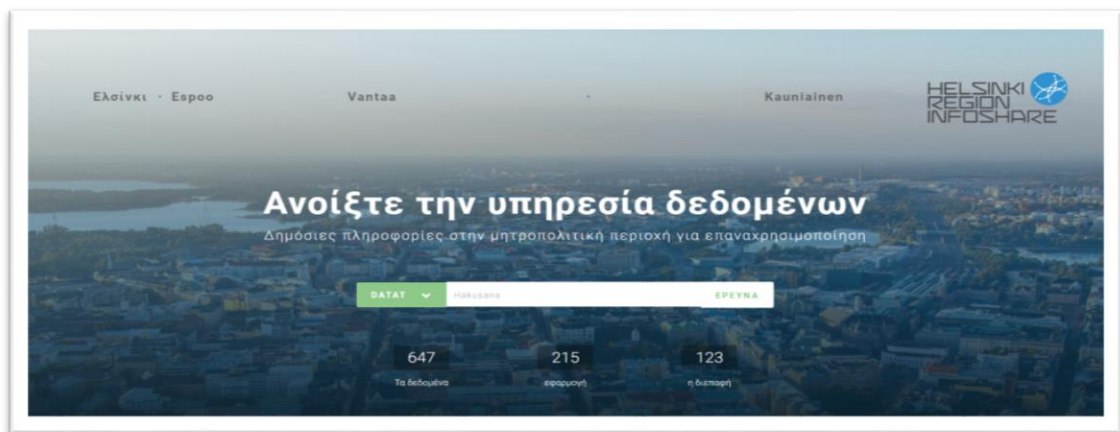 Ελσίνκι · Espoo Vantaa - Kauniainen
HELSINKI
REGION
INFOSHARE
Ανοίξτε την υπηρεσία δεδομένων
Δημόσιες πληροφορίες στην μητροπολιτική περιοχή για επαναχρησιμοποίηση
DATAT Hakusana ΕΡΕΥΝΑ
647 215 123
Τα δεδομένα εφαρμογή η διεπαφή